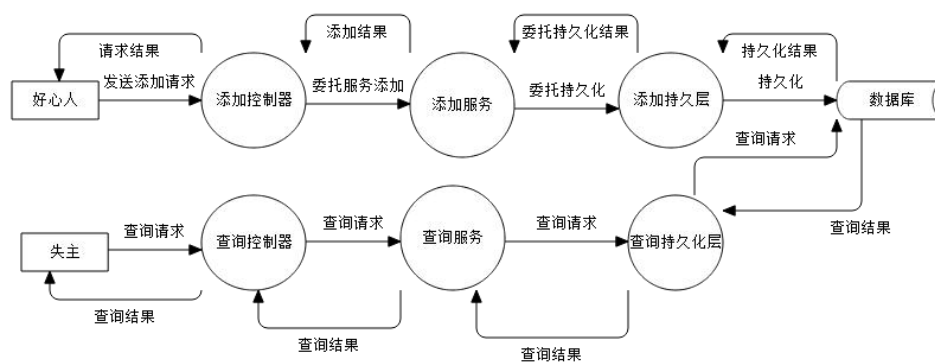 请求结果
添加结果
委托持久化结果
持久化结果
好心人
发送添加请求
添加控制器
委托服务添加
添加服务
委托持久化
添加持久层
持久化
数据库
查询请求
查询结果
失主
查询请求
查询控制器
查询请求
查询服务
查询请求
查询持久化层
查询结果
查询结果
查询结果